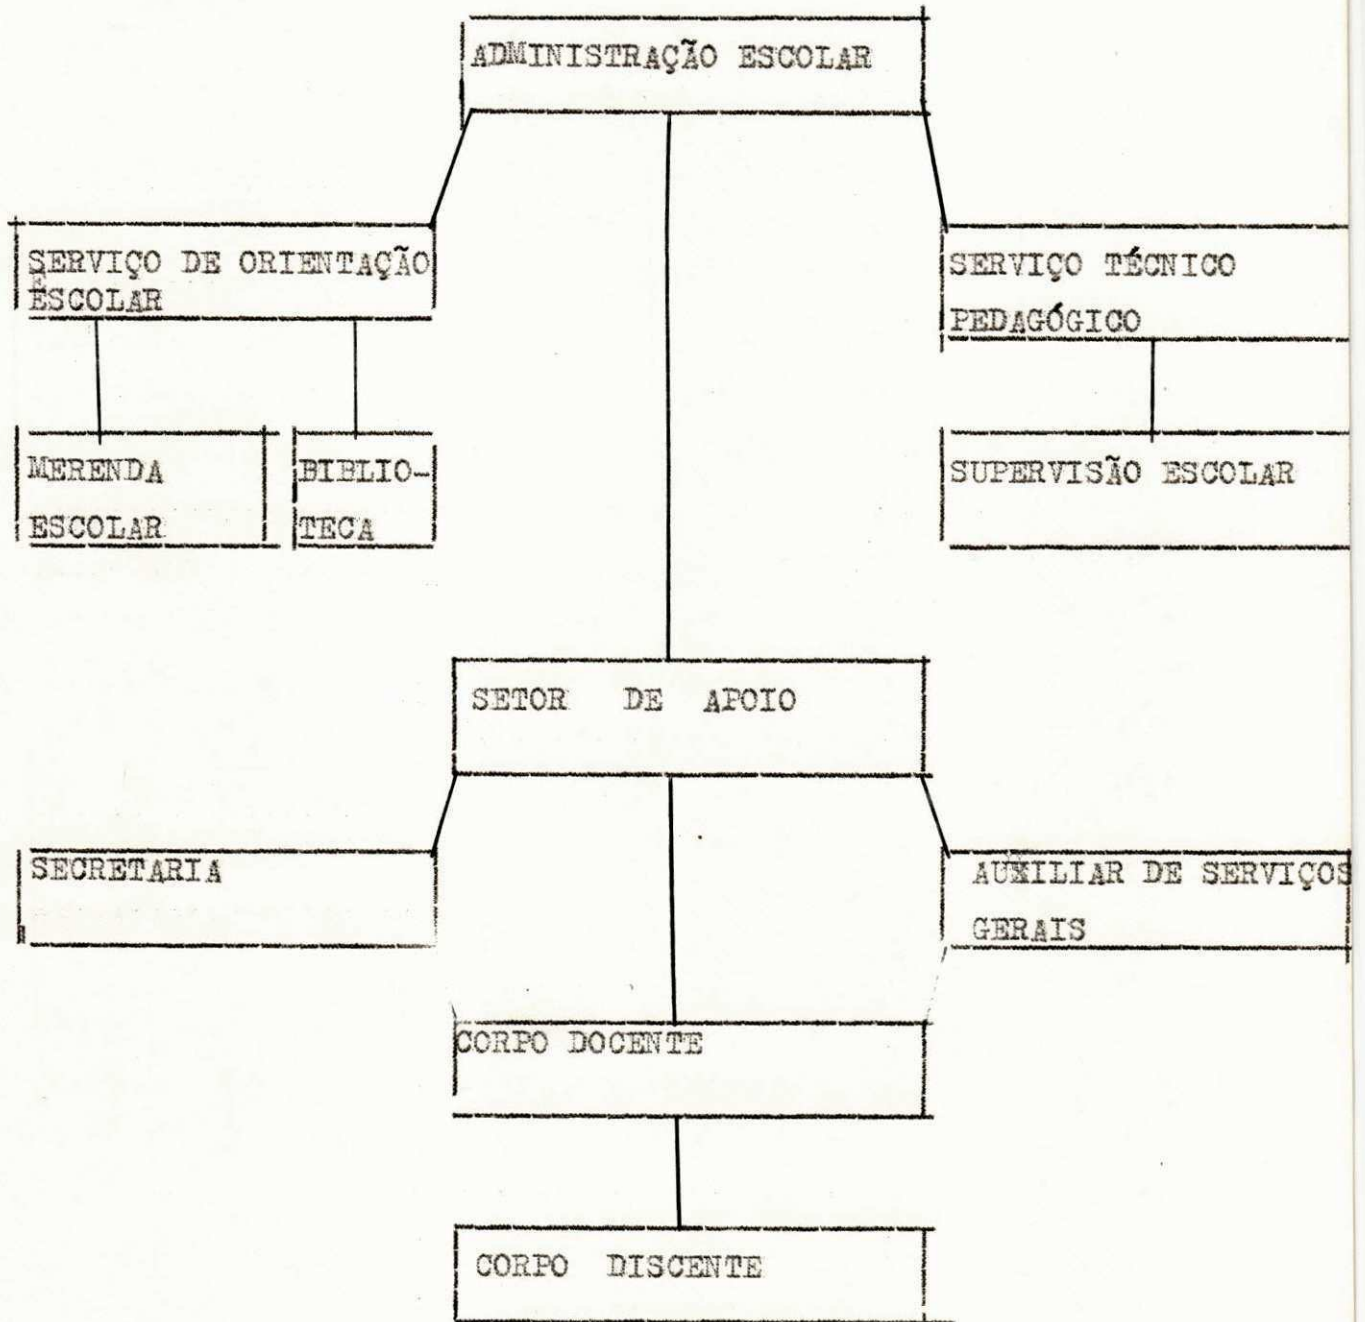 ADMINISTRAÇÃO ESCOLAR
SERVIÇO DE ORIENTAÇÃO
ESCOLAR
SERVIÇO TÉCNICO
PEDAGÓGICO
MERENDA
ESCOLAR
BIBLIO-
TECA
SUPERVISÃO ESCOLAR
SETOR DE APOIO
SECRETARIA
AUXILIAR DE SERVIÇOS
GERAIS
CORPO DOCENTE
CORPO DISCENTE